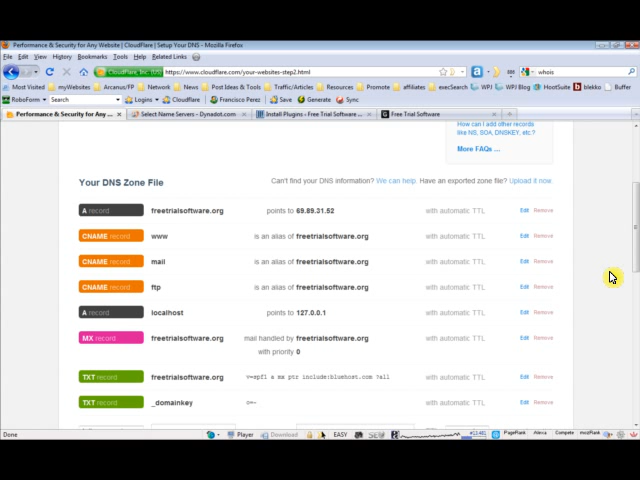 Performance & Security for Any Website | CloudFlare | Setup Your DNS - Mozilla Firefox
File Edit View History Bookmarks Tools Help Related Links
CloudFlare, Inc. (US) https://www.cloudflare.com/your-websites-step2.html whois
Most Visited myWebsites Arcanus/FP Network News Post Ideas & Tools Traffic/Articles Resources Promote affiliates execSearch WPJ Blog WPJ Blog HootSuite blekko Blog This!
RoboForm Search Logins CloudFlare Francisco Perez Save Generate Sync
Performance & Security for Any ... Select Name Servers - Dynadot.com Install Plugins - Free Trial Software ... Free Trial Software
How can I add other records
like NS, SOA, DNSKEY, etc.?
More FAQs ...
Your DNS Zone File Can't find your DNS information? We can help. Have an exported zone file? Upload it now.
A record freetrialsoftware.org points to 69.89.31.52 with automatic TTL Edit Remove
CNAME record www is an alias of freetrialsoftware.org with automatic TTL Edit Remove
CNAME record mail is an alias of freetrialsoftware.org with automatic TTL Edit Remove
CNAME record ftp is an alias of freetrialsoftware.org with automatic TTL Edit Remove
A record localhost points to 127.0.0.1 with automatic TTL Edit Remove
MX record freetrialsoftware.org mail handled by freetrialsoftware.org with automatic TTL Edit Remove
with priority 0
TXT record freetrialsoftware.org v=spf1 a mx ptr include:bluehost.com ?all with automatic TTL Edit Remove
TXT record _domainkey o=~ with automatic TTL Edit Remove
Done Player Download EASY PageRank Alexa Compete mozRank